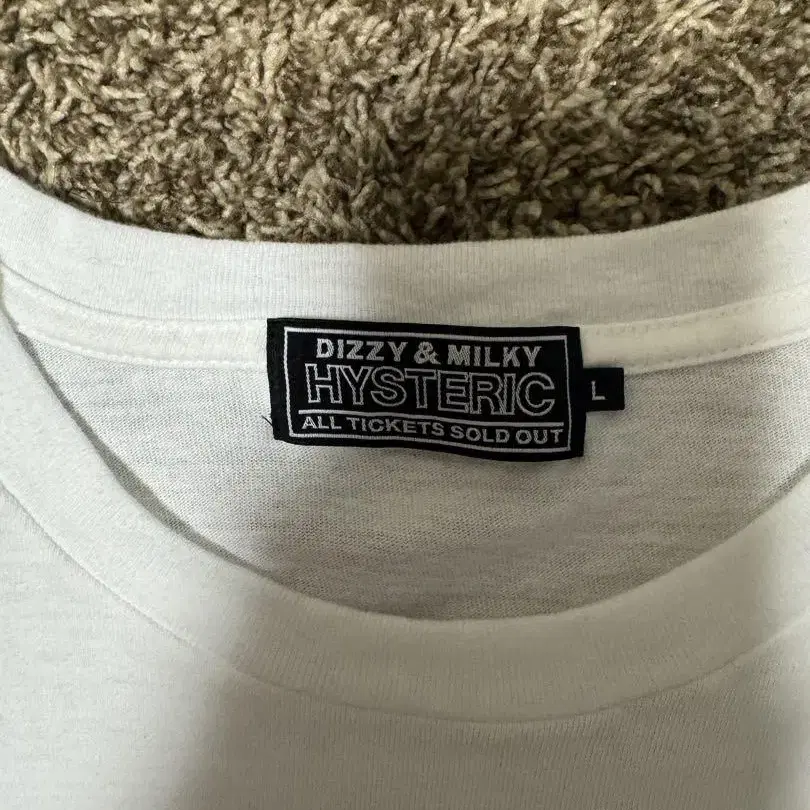 DIZZY & MILKY
HYSTERIC
ALL TICKETS SOLD OUT
L